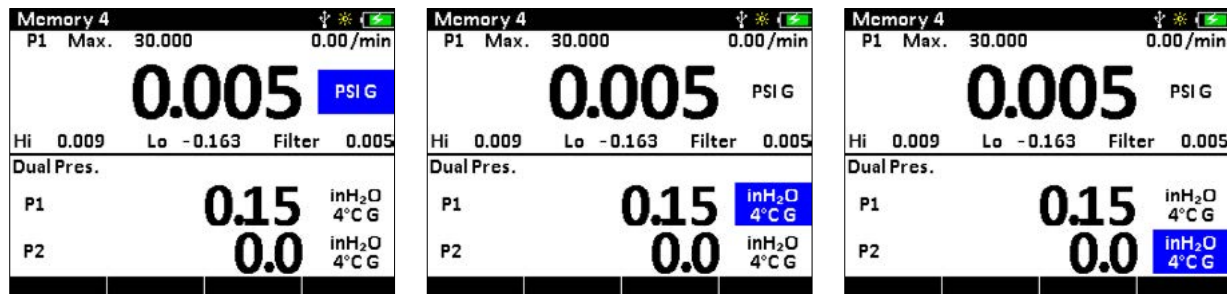 Memory 4
P1 Max. 30.000 0.00 /min
0.005 PSI G
Hi 0.009 Lo -0.163 Filter 0.005
Dual Pres.
P1 0.15 inH₂O 4°C G
P2 0.0 inH₂O 4°C G
Memory 4
P1 Max. 30.000 0.00 /min
0.005 PSI G
Hi 0.009 Lo -0.163 Filter 0.005
Dual Pres.
P1 0.15 inH₂O 4°C G
P2 0.0 inH₂O 4°C G
Memory 4
P1 Max. 30.000 0.00 /min
0.005 PSI G
Hi 0.009 Lo -0.163 Filter 0.005
Dual Pres.
P1 0.15 inH₂O 4°C G
P2 0.0 inH₂O 4°C G